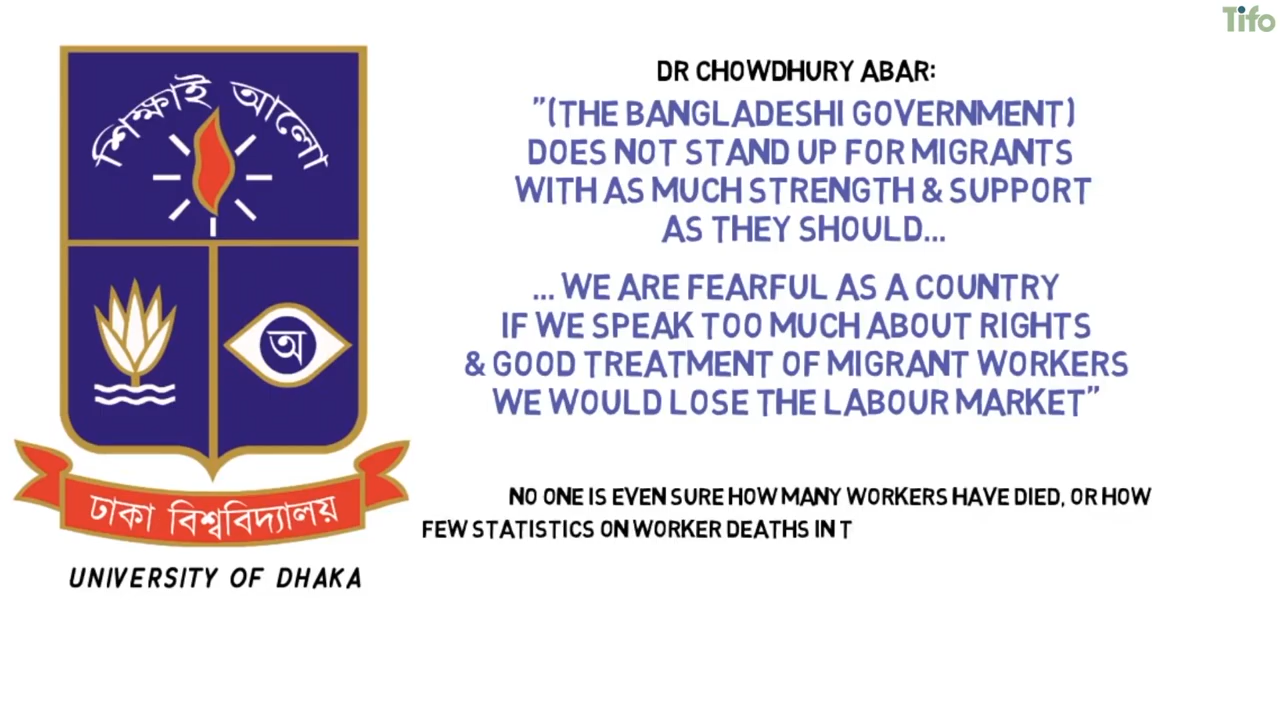 Tifo
শিক্ষাই আলো
অ
ঢাকা বিশ্ববিদ্যালয়
UNIVERSITY OF DHAKA
DR CHOWDHURY ABAR:
"(THE BANGLADESHI GOVERNMENT)
DOES NOT STAND UP FOR MIGRANTS
WITH AS MUCH STRENGTH & SUPPORT
AS THEY SHOULD...
... WE ARE FEARFUL AS A COUNTRY
IF WE SPEAK TOO MUCH ABOUT RIGHTS
& GOOD TREATMENT OF MIGRANT WORKERS
WE WOULD LOSE THE LABOUR MARKET"
NO ONE IS EVEN SURE HOW MANY WORKERS HAVE DIED, OR HOW
FEW STATISTICS ON WORKER DEATHS IN T